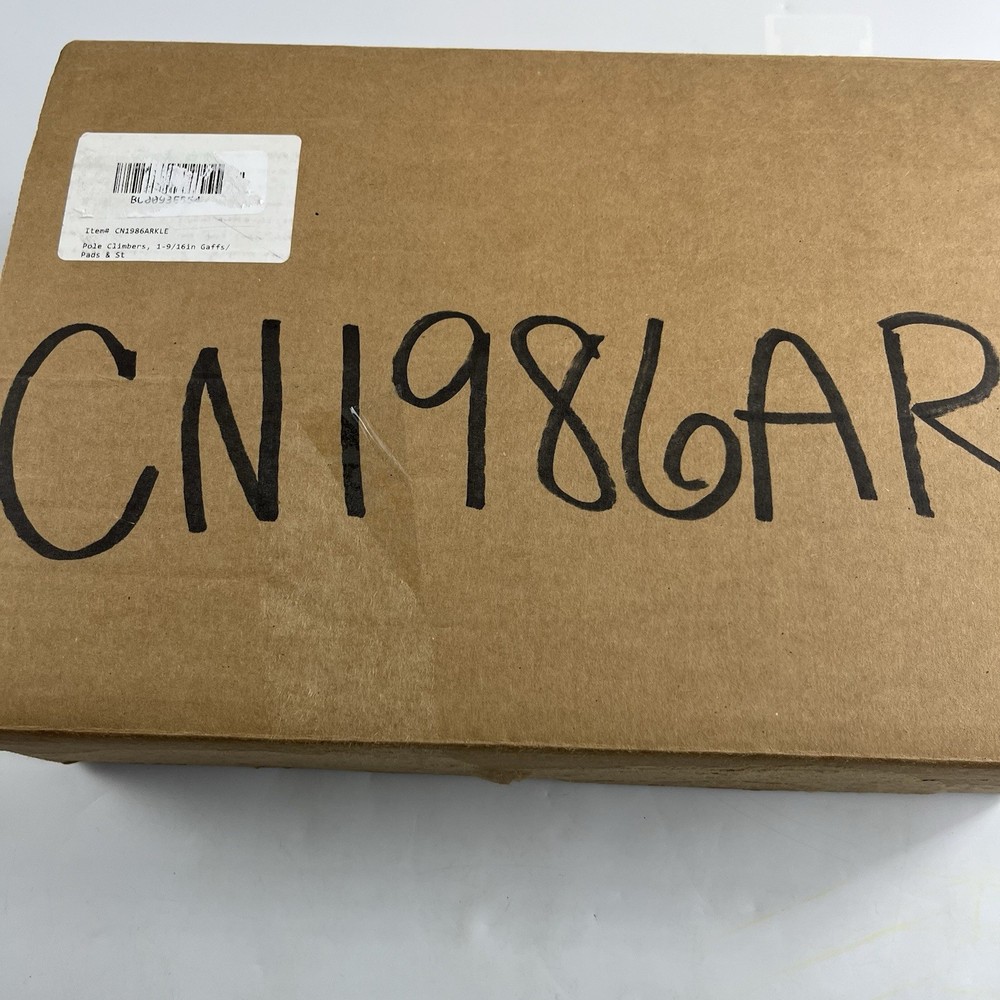 Item# CN1986ARKLE
Pole Climbers, 1-9/16in Gaffs/
Pads & St
CN1986AR